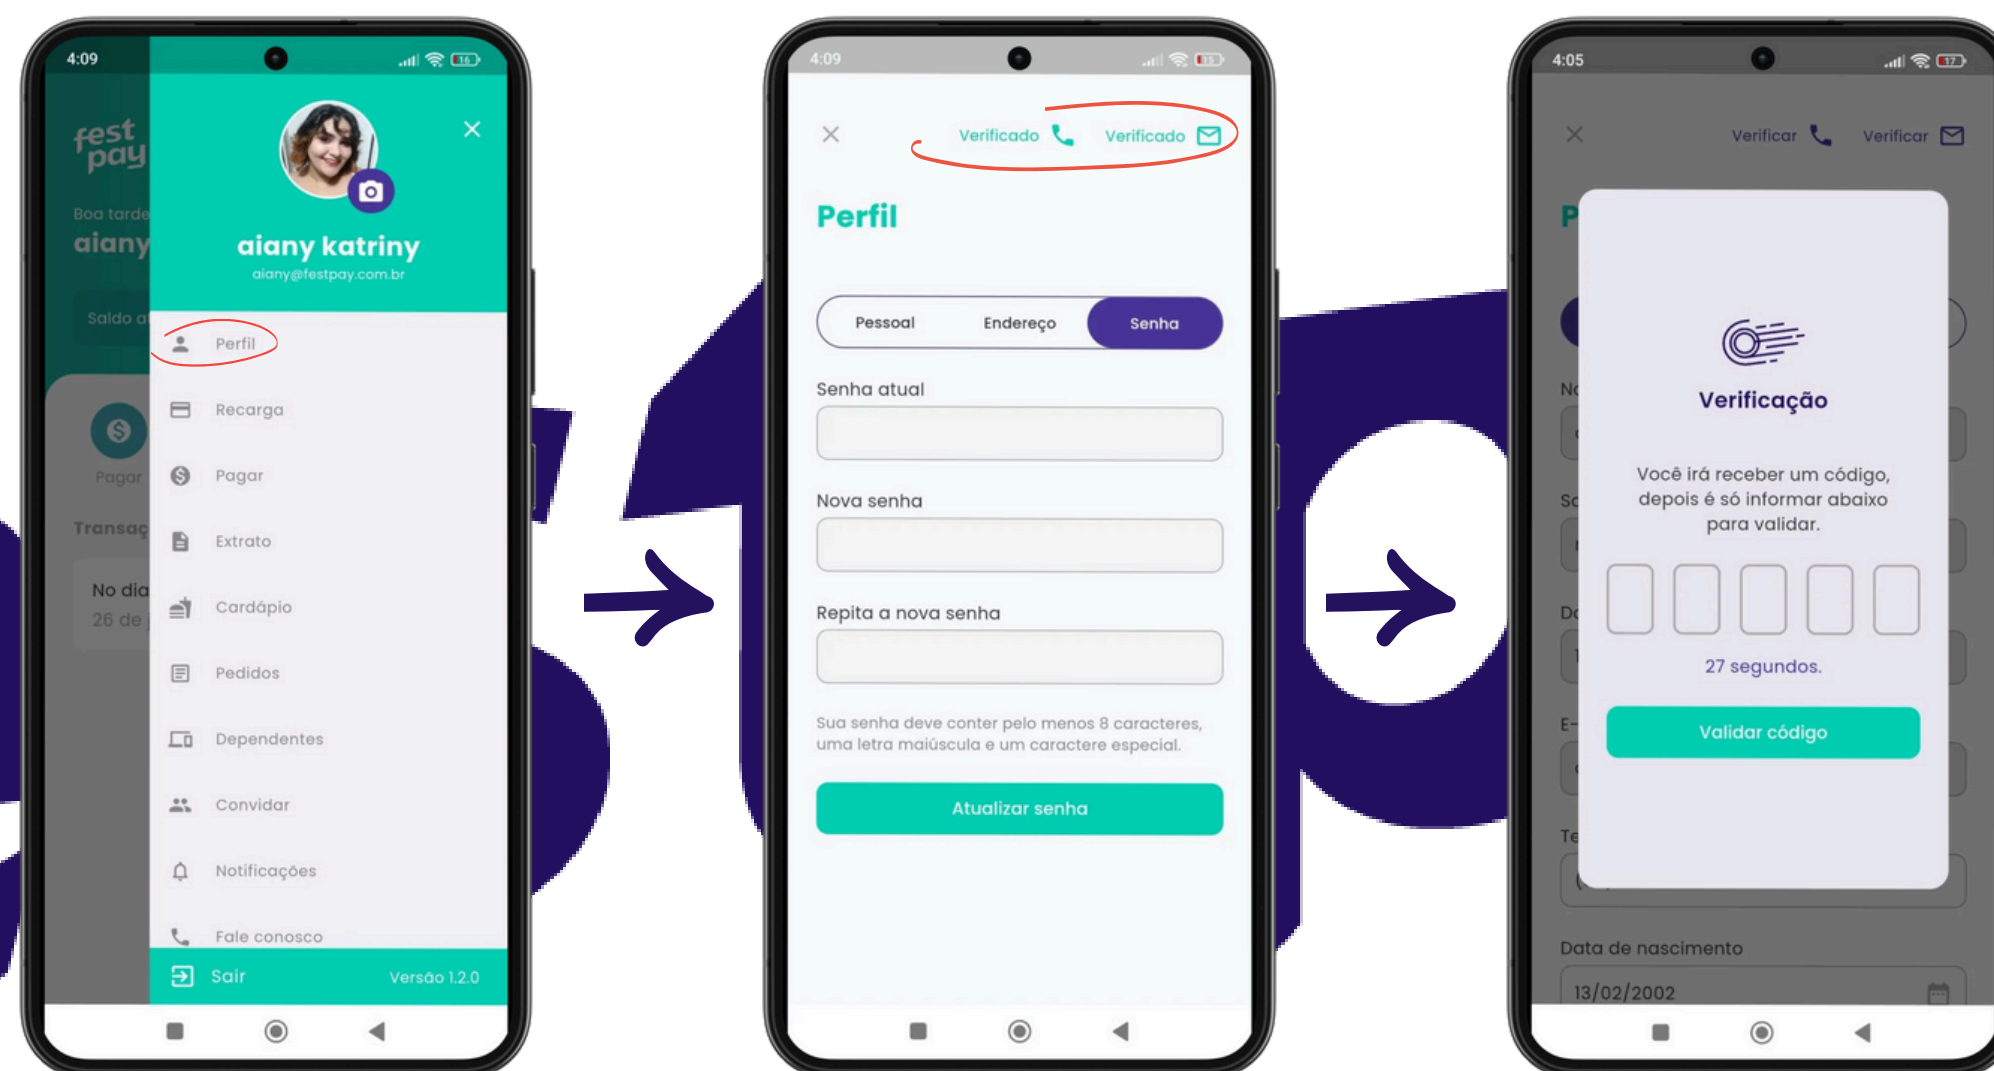 4:09
16
fest
pay
Boa tarde
aiany
Saldo
Pagar
Transaç
No dia
26 de
aiany katriny
aiany@festpay.com.br
Perfil
Recarga
Pagar
Extrato
Cardápio
Pedidos
Dependentes
Convidar
Notificações
Fale conosco
Sair
Versão 1.2.0
4:09
15
Verificado
Verificado
Perfil
Pessoal
Endereço
Senha
Senha atual
Nova senha
Repita a nova senha
Sua senha deve conter pelo menos 8 caracteres,
uma letra maiúscula e um caractere especial.
Atualizar senha
4:05
17
Verificar
Verificar
P
Verificação
Você irá receber um código,
depois é só informar abaixo
para validar.
27 segundos.
Validar código
E-
Te
Data de nascimento
13/02/2002